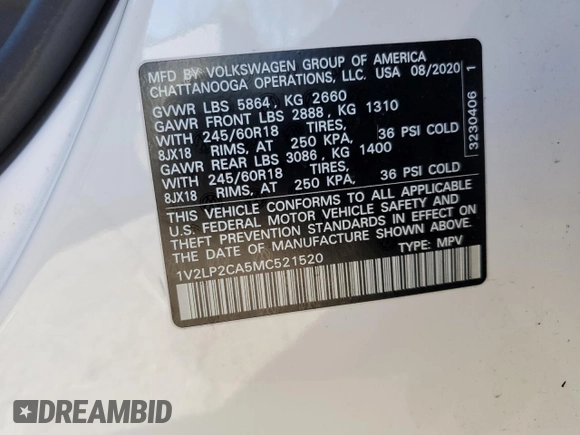 MFD BY VOLKSWAGEN GROUP OF AMERICA
CHATTANOOGA OPERATIONS, LLC. USA 08/2020
GVWR LBS 5864, KG 2660
GAWR FRONT LBS 2888, KG 1310
WITH 245/60R18 TIRES,
8JX18 RIMS, AT 250 KPA, 36 PSI COLD
GAWR REAR LBS 3086, KG 1400
WITH 245/60R18 TIRES,
8JX18 RIMS, AT 250 KPA, 36 PSI COLD
THIS VEHICLE CONFORMS TO ALL APPLICABLE
U.S. FEDERAL MOTOR VEHICLE SAFETY AND
THEFT PREVENTION STANDARDS IN EFFECT ON
THE DATE OF MANUFACTURE SHOWN ABOVE.
1V2LP2CA5MC521520 TYPE: MPV
3230406 1
DREAMBID